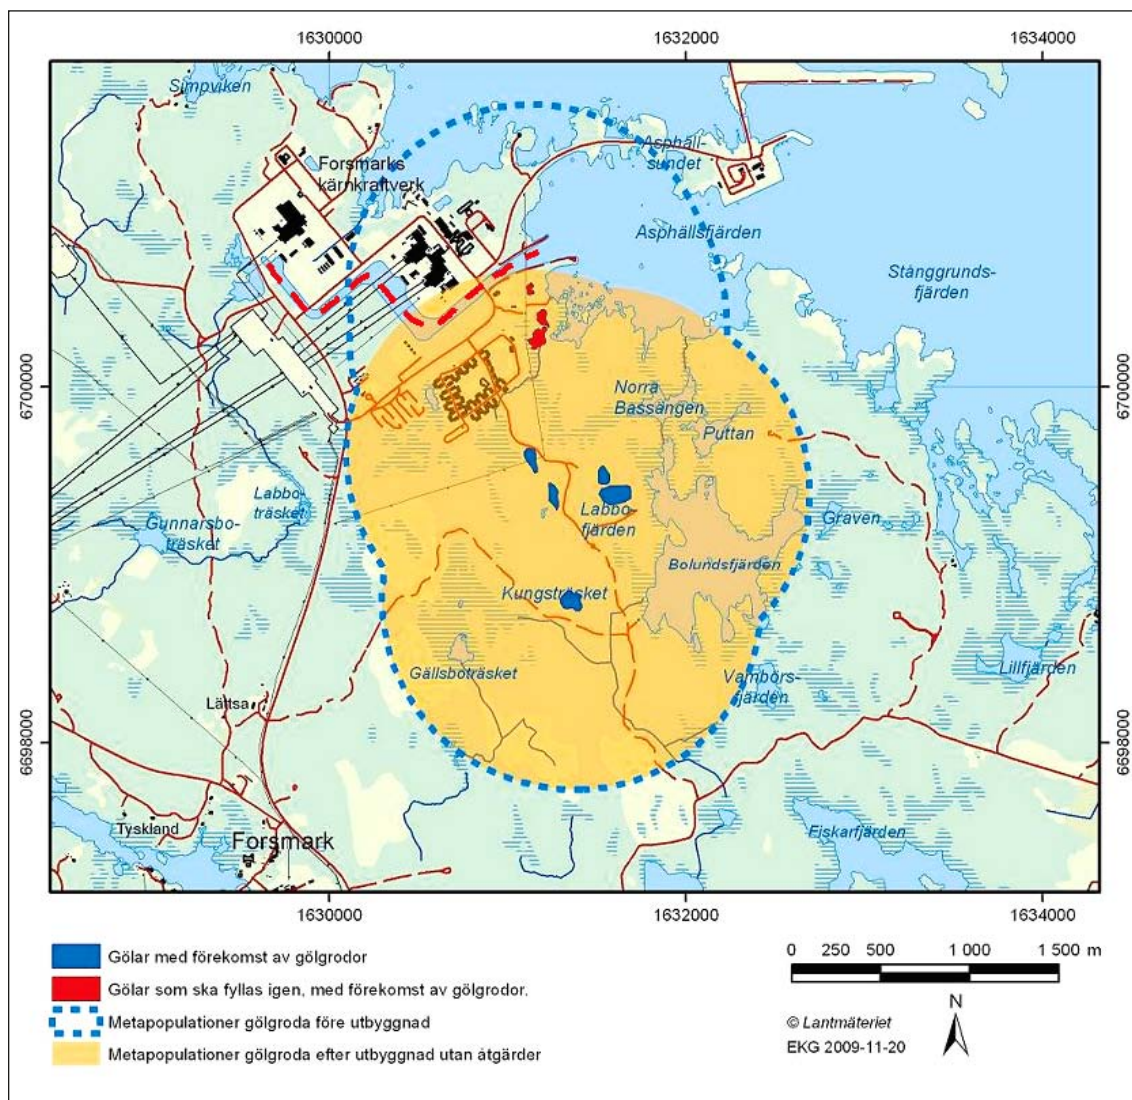 1630000
1632000
1634000
Simpviken
Forsmarks
kärnkraftverk
Asphäll-
sundet
Asphällsfjärden
Stånggrunds-
fjärden
6700000
6700000
Norra
Bassängen
Puttan
Labbo-
träsket
Gunnarsbo-
träsket
Labbo-
fjärden
Graven
Bolundsfjärden
Kungsträsket
Gällsboträsket
Vambörs-
fjärden
Lillfjärden
Lättsa
6698000
6698000
Tyskland
Forsmark
Fiskarfjärden
1630000
1632000
1634000
Gölar med förekomst av gölgrodor
Gölar som ska fyllas igen, med förekomst av gölgrodor.
Metapopulationer gölgroda före utbyggnad
Metapopulationer gölgroda efter utbyggnad utan åtgärder
0 250 500 1 000 1 500 m
N
© Lantmäteriet
EKG 2009-11-20